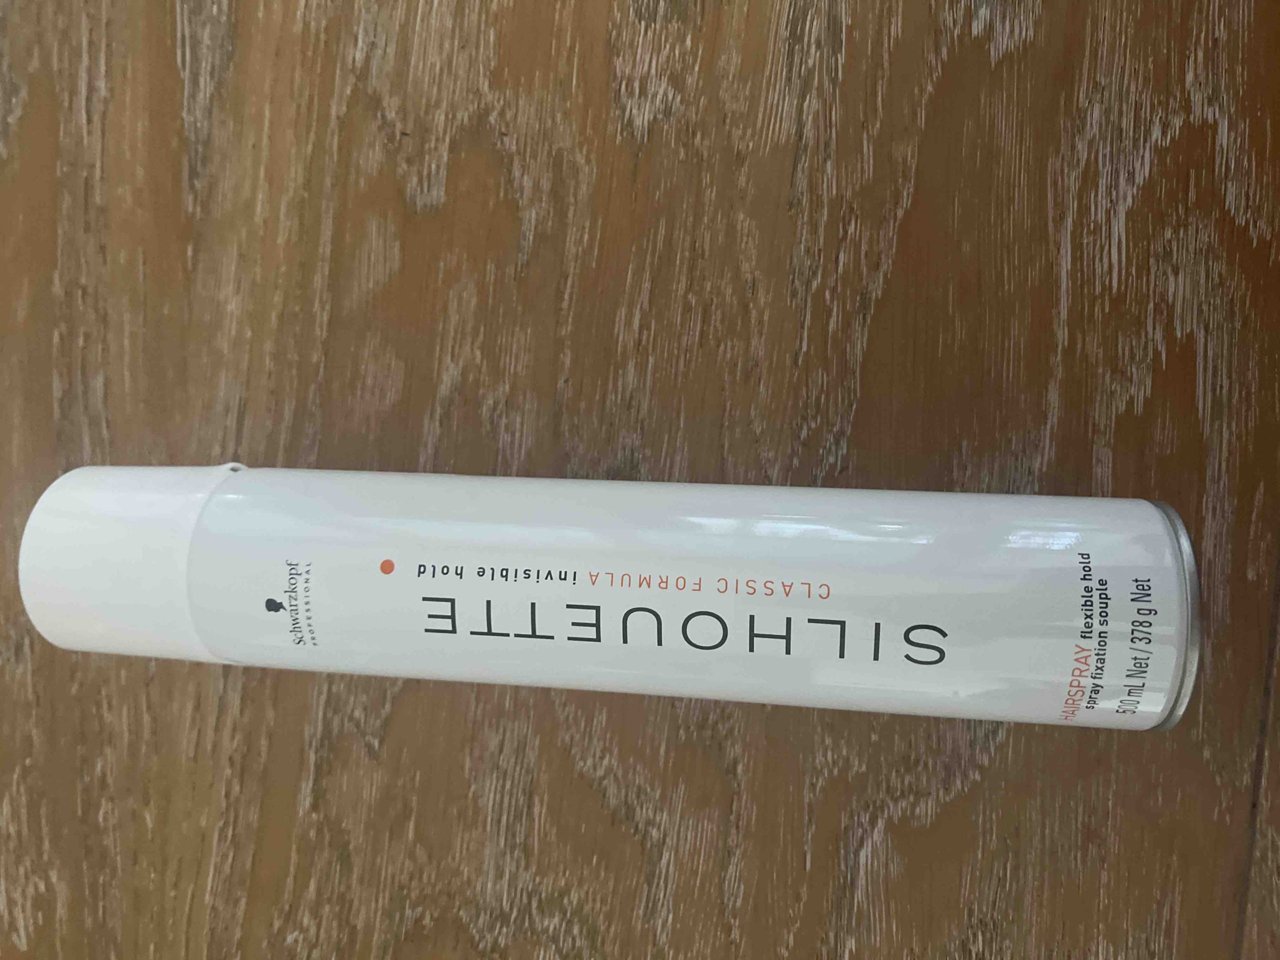 Schwarzkopf
PROFESSIONAL
SILHOUETTE
CLASSIC FORMULA invisible hold
HAIRSPRAY flexible hold
spray fixation souple
500 mL Net / 378 g Net